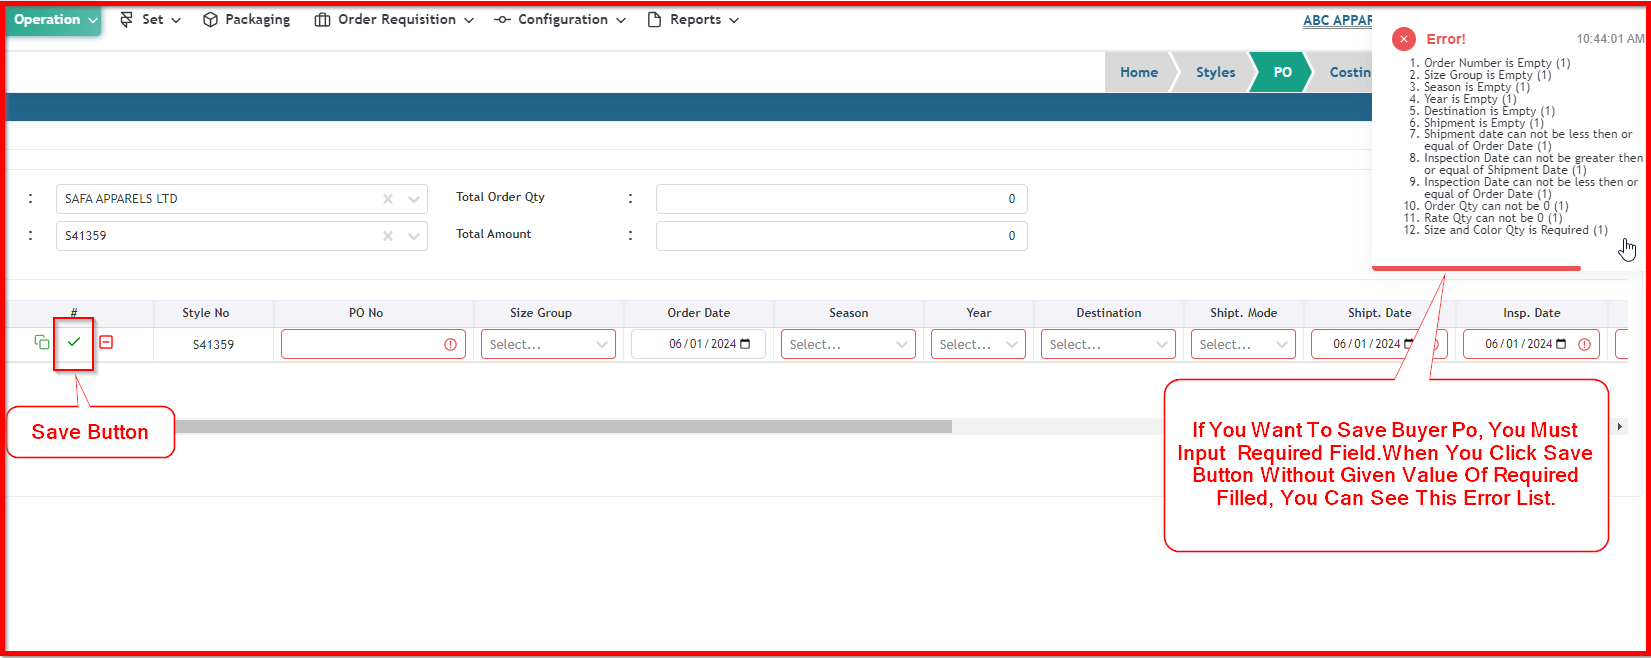 Operation Set Packaging Order Requisition Configuration Reports ABC APPAR
Error! 10:44:01 AM
1. Order Number is Empty (1)
2. Size Group is Empty (1)
3. Season is Empty (1)
4. Year is Empty (1)
5. Destination is Empty (1)
6. Shipment is Empty (1)
7. Shipment date can not be less then or
equal of Order Date (1)
8. Inspection Date can not be greater then
or equal of Shipment Date (1)
9. Inspection Date can not be less then or
equal of Order Date (1)
10. Order Qty can not be 0 (1)
11. Rate Qty can not be 0 (1)
12. Size and Color Qty is Required (1)
Home Styles PO Costin
: SAFA APPARELS LTD Total Order Qty : 0
: S41359 Total Amount : 0
# Style No PO No Size Group Order Date Season Year Destination Shipt. Mode Shipt. Date Insp. Date
S41359 Select... 06/01/2024 Select... Select... Select... Select... 06/01/2024 06/01/2024
Save Button
If You Want To Save Buyer Po, You Must
Input Required Field.When You Click Save
Button Without Given Value Of Required
Filled, You Can See This Error List.